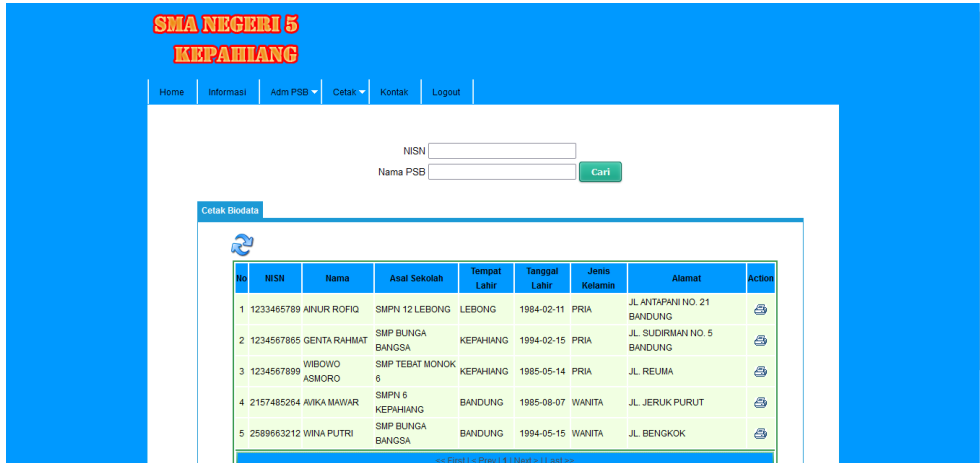 SMA NEGERI 5
KEPAHIANG
Home Informasi Adm PSB Cetak Kontak Logout
NISN
Nama PSB Cari
Cetak Biodata
No NISN Nama Asal Sekolah Tempat Lahir Tanggal Lahir Jenis Kelamin Alamat Action
1 1233465789 AINUR ROFIQ SMPN 12 LEBONG LEBONG 1984-02-11 PRIA JL ANTAPANI NO. 21 BANDUNG
2 1234567865 GENTA RAHMAT SMP BUNGA BANGSA KEPAHIANG 1994-02-15 PRIA JL. SUDIRMAN NO. 5 BANDUNG
3 1234567899 WIBOWO ASMORO SMP TEBAT MONOK 6 KEPAHIANG 1985-05-14 PRIA JL. REUMA
4 2157485264 AVIKA MAWAR SMPN 6 KEPAHIANG BANDUNG 1985-08-07 WANITA JL. JERUK PURUT
5 2589663212 WINA PUTRI SMP BUNGA BANGSA BANDUNG 1994-05-15 WANITA JL. BENGKOK
<< First | < Prev | 1 | Next > | Last >>